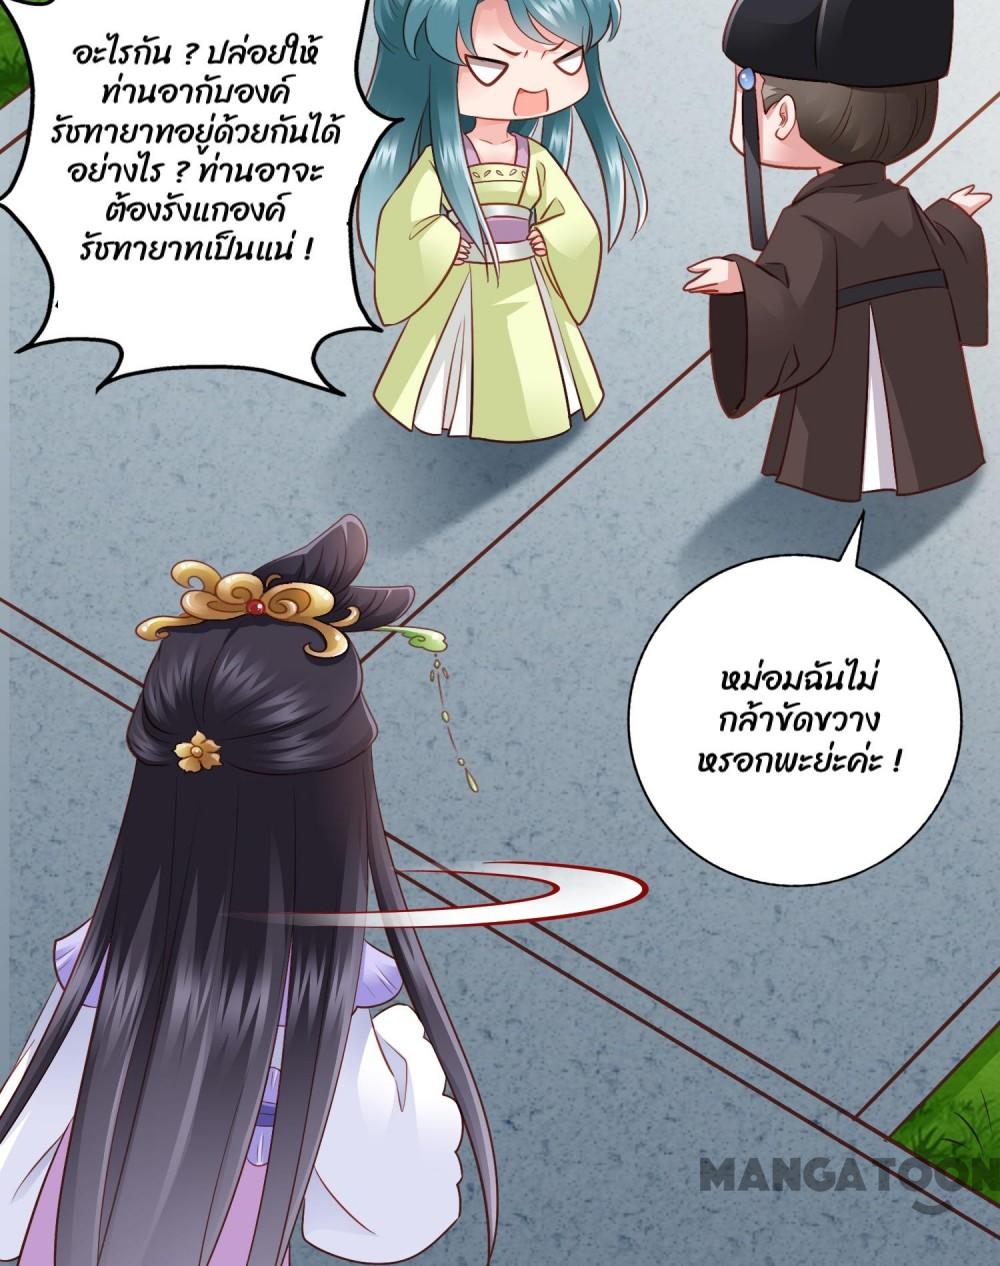 อะไรกัน ? ปล่อยให้
ท่านอากับองค์
รัชทายาทอยู่ด้วยกันได้
อย่างไร ? ท่านอาจะ
ต้องรังแกองค์
รัชทายาทเป็นแน่ !
หม่อมฉันไม่
กล้าขัดขวาง
หรอกพะย่ะค่ะ !
MANGATOON